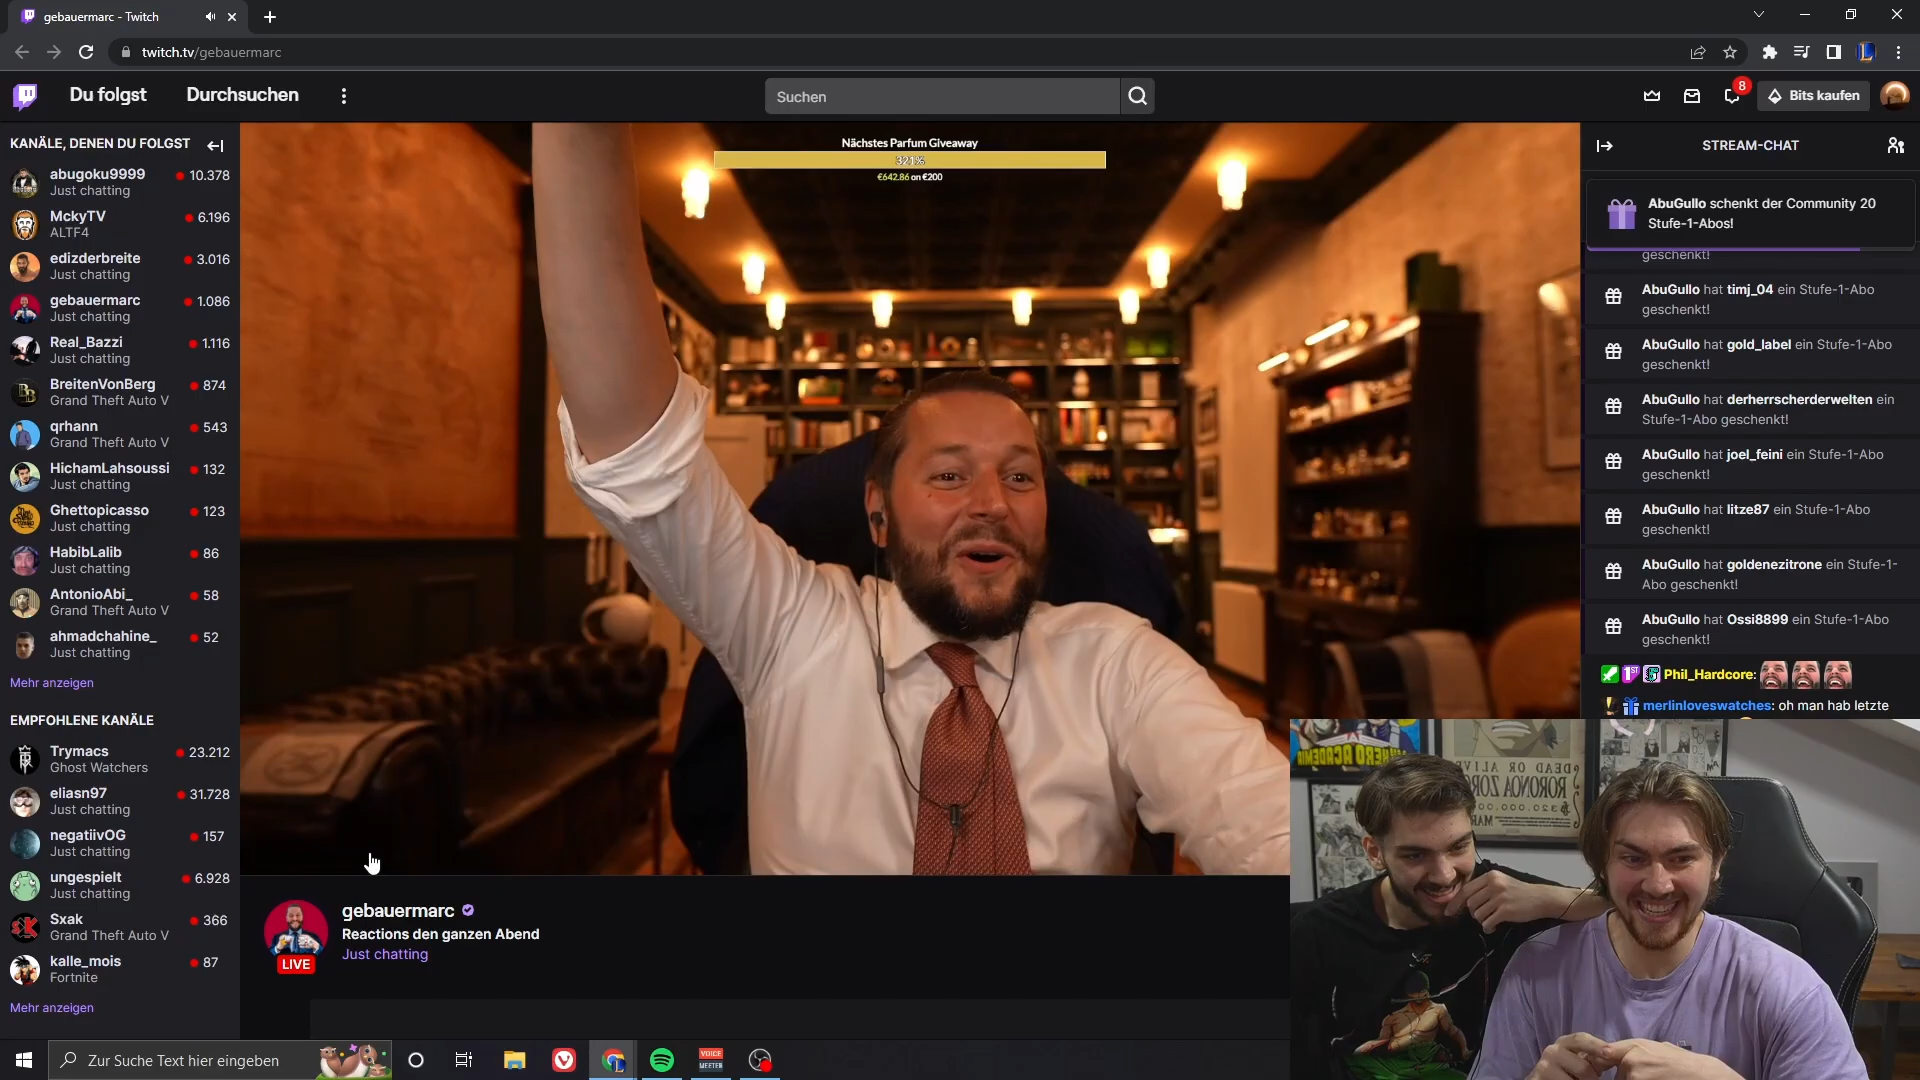 gebauermarc - Twitch
twitch.tv/gebauermarc
Du folgst
Durchsuchen
Suchen
8
Bits kaufen
KANÄLE, DENEN DU FOLGST
abugoku9999
10.378
Just chatting
MckyTV
6.196
ALTF4
edizderbreite
3.016
Just chatting
gebauermarc
1.086
Just chatting
Real_Bazzi
1.116
Just chatting
BreitenVonBerg
874
Grand Theft Auto V
qrhann
543
Grand Theft Auto V
HichamLahsoussi
132
Just chatting
Ghettopicasso
123
Just chatting
HabibLalib
86
Just chatting
AntonioAbi_
58
Grand Theft Auto V
ahmadchahine_
52
Just chatting
Mehr anzeigen
EMPFOHLENE KANÄLE
Trymacs
23.212
Ghost Watchers
eliasn97
31.728
Just chatting
negatiivOG
157
Just chatting
ungespielt
6.928
Just chatting
Sxak
366
Grand Theft Auto V
kalle_mois
87
Fortnite
Mehr anzeigen
Nächstes Parfum Giveaway
321%
€642.86 on €200
gebauermarc
Reactions den ganzen Abend
Just chatting
LIVE
STREAM-CHAT
AbuGullo schenkt der Community 20
Stufe-1-Abos!
geschenkt!
AbuGullo hat timj_04 ein Stufe-1-Abo
geschenkt!
AbuGullo hat gold_label ein Stufe-1-Abo
geschenkt!
AbuGullo hat derherrscherderwelten ein
Stufe-1-Abo geschenkt!
AbuGullo hat joel_feini ein Stufe-1-Abo
geschenkt!
AbuGullo hat litze87 ein Stufe-1-Abo
geschenkt!
AbuGullo hat goldenezitrone ein Stufe-1-
Abo geschenkt!
AbuGullo hat Ossi8899 ein Stufe-1-Abo
geschenkt!
Phil_Hardcore:
merlinloveswatches: oh man hab letzte
DEAD OR ALIVE
RORONOA ZORO
HERO ACADEMIA
Zur Suche Text hier eingeben
VOICE
MEETER